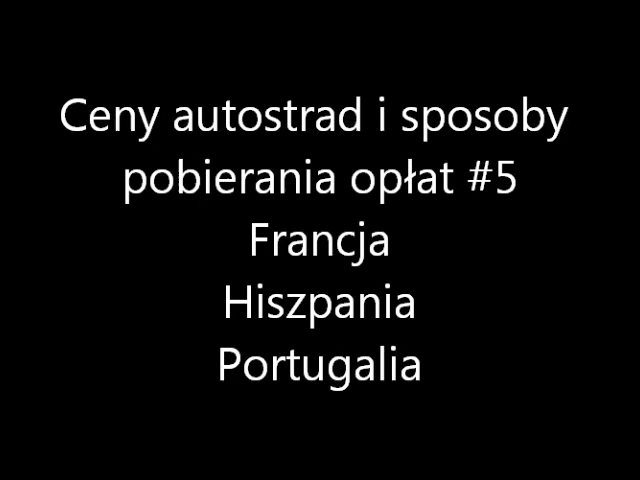 Ceny autostrad i sposoby
pobierania opłat #5
Francja
Hiszpania
Portugalia